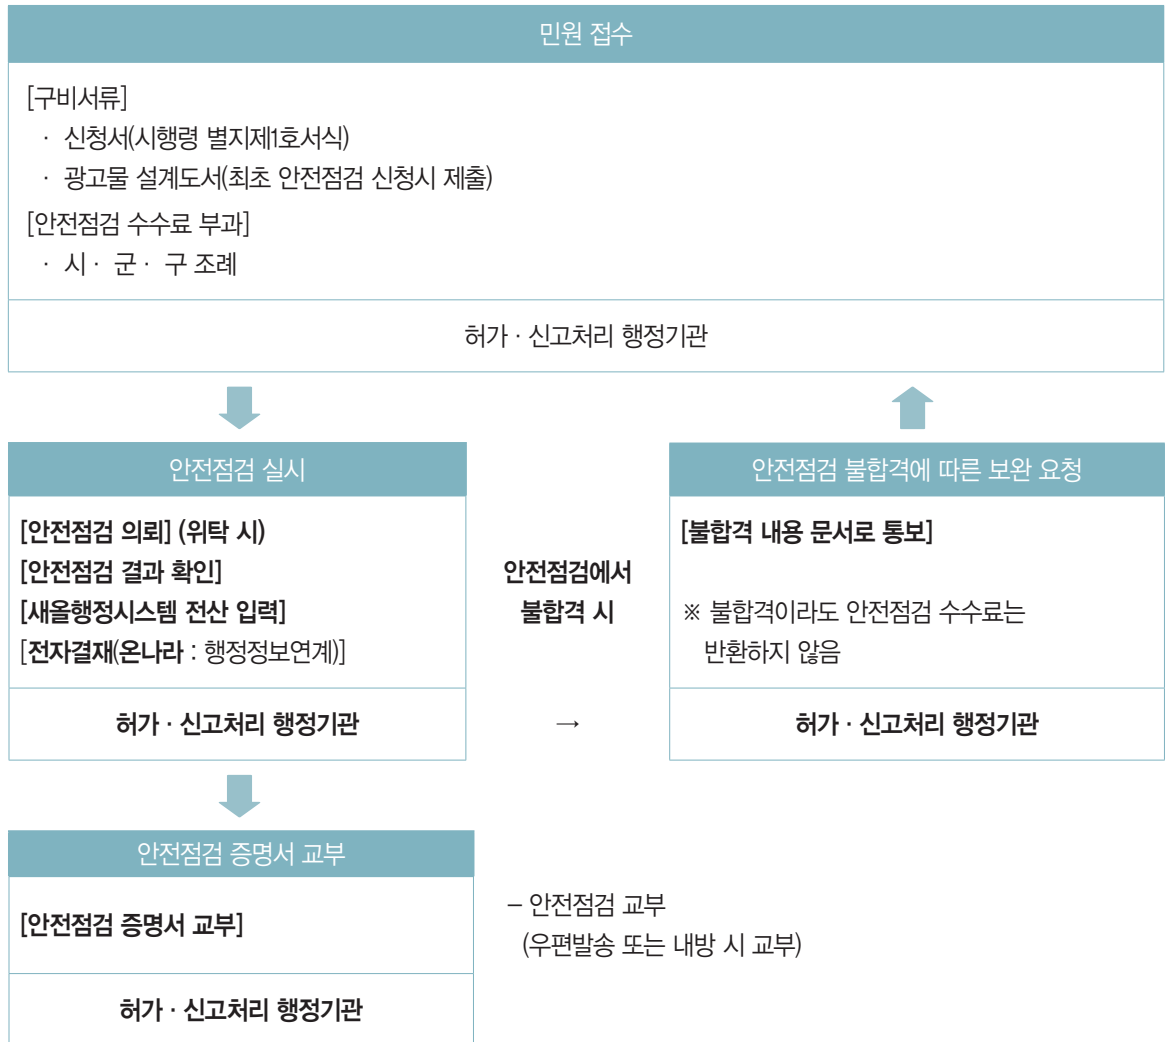 민원 접수
[구비서류]
· 신청서(시행령 별지제1호서식)
· 광고물 설계도서(최초 안전점검 신청시 제출)
[안전점검 수수료 부과]
· 시 · 군 · 구 조례
허가 · 신고처리 행정기관
안전점검 실시
[안전점검 의뢰] (위탁 시)
[안전점검 결과 확인]
[새올행정시스템 전산 입력]
[전자결재(온나라 : 행정정보연계)]
허가 · 신고처리 행정기관
안전점검에서
불합격 시
→
안전점검 불합격에 따른 보완 요청
[불합격 내용 문서로 통보]
※ 불합격이라도 안전점검 수수료는
반환하지 않음
허가 · 신고처리 행정기관
안전점검 증명서 교부
[안전점검 증명서 교부]
허가 · 신고처리 행정기관
– 안전점검 교부
(우편발송 또는 내방 시 교부)